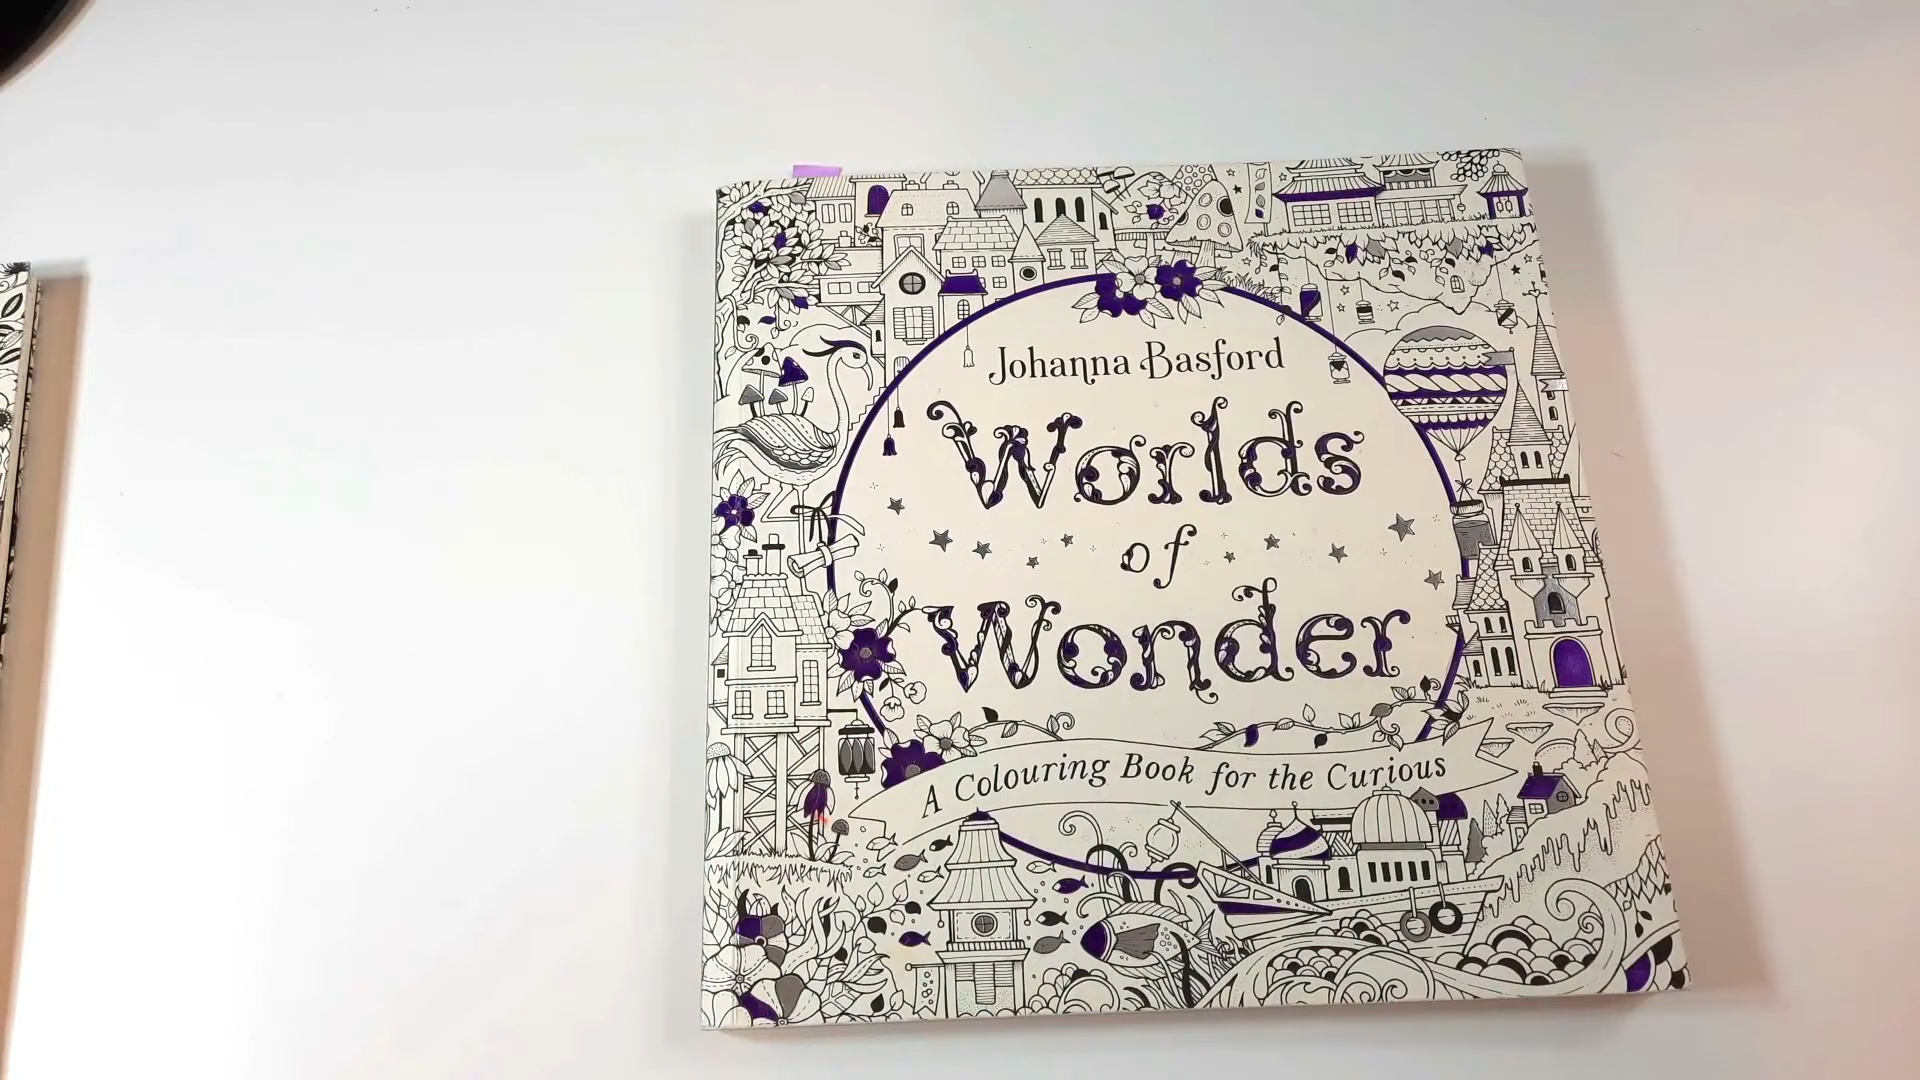 Johanna Basford
Worlds
of
Wonder
A Colouring Book for the Curious